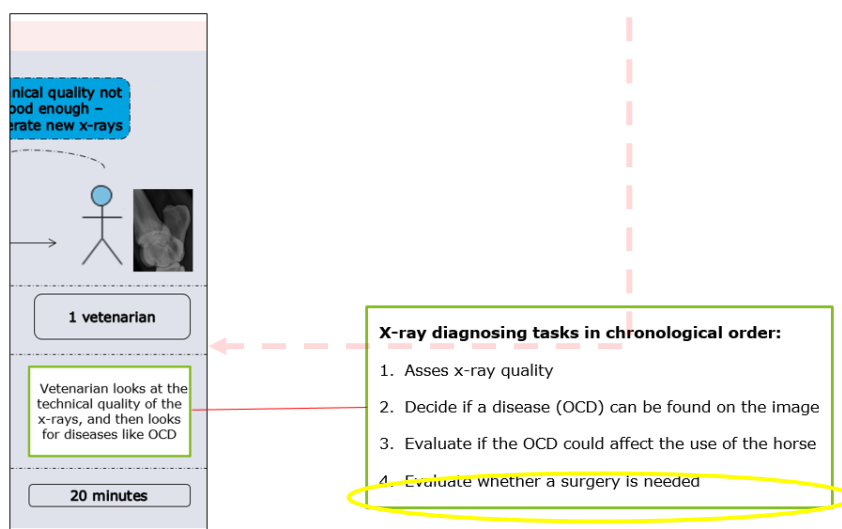 nical quality not
ood enough –
erate new x-rays
1 vetenarian
Vetenarian looks at the
technical quality of the
x-rays, and then looks
for diseases like OCD
20 minutes
X-ray diagnosing tasks in chronological order:
1. Asses x-ray quality
2. Decide if a disease (OCD) can be found on the image
3. Evaluate if the OCD could affect the use of the horse
4. Evaluate whether a surgery is needed